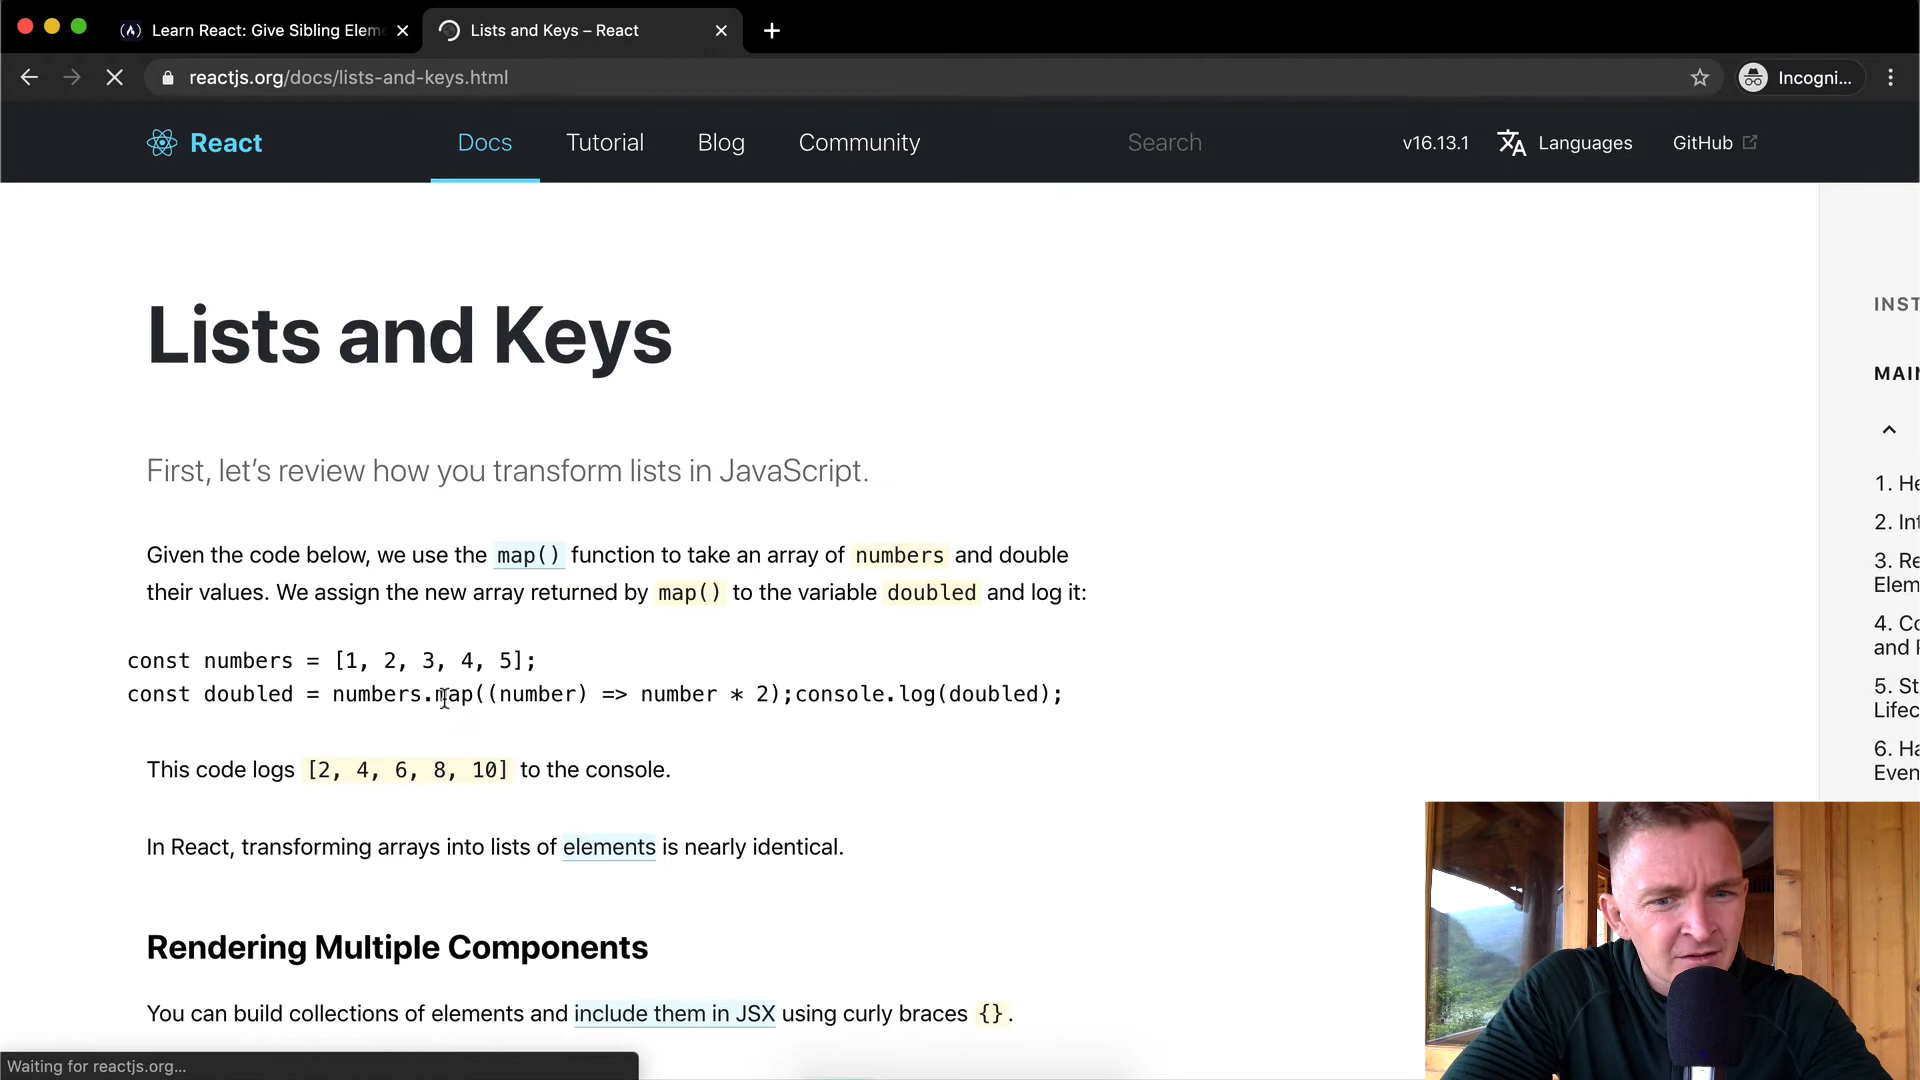 Learn React: Give Sibling Elem
Lists and Keys – React
reactjs.org/docs/lists-and-keys.html
Incogni...
React
Docs
Tutorial
Blog
Community
Search
v16.13.1
Languages
GitHub
Lists and Keys
First, let's review how you transform lists in JavaScript.
Given the code below, we use the map() function to take an array of numbers and double
their values. We assign the new array returned by map() to the variable doubled and log it:
const numbers = [1, 2, 3, 4, 5];
const doubled = numbers.map((number) => number * 2);console.log(doubled);
This code logs [2, 4, 6, 8, 10] to the console.
In React, transforming arrays into lists of elements is nearly identical.
Rendering Multiple Components
You can build collections of elements and include them in JSX using curly braces {}.
INST
MAIN
1. He
2. Int
3. Re
Elem
4. Co
and P
5. St
Lifec
6. Ha
Even
Waiting for reactjs.org...